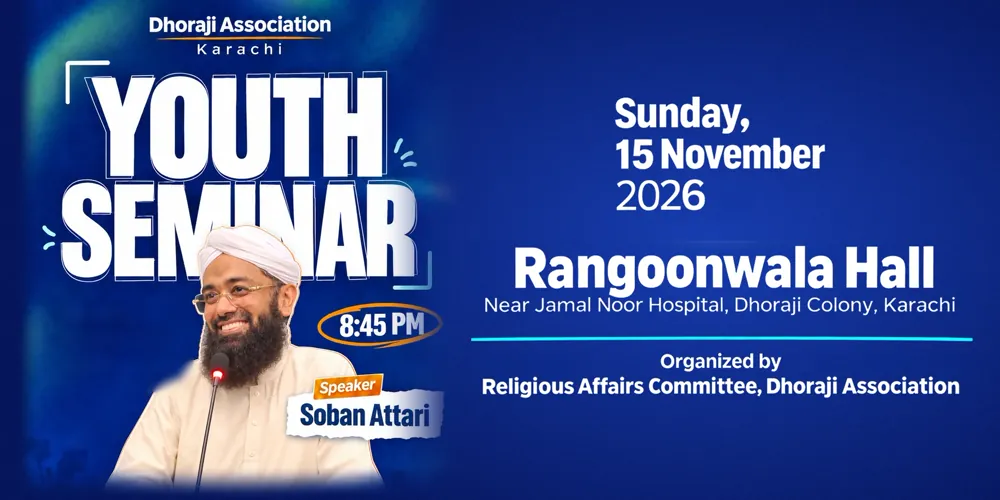 Dhoraji Association
Karachi
YOUTH
SEMINAR
8:45 PM
Speaker
Soban Attari
Sunday,
15 November
2026
Rangoonwala Hall
Near Jamal Noor Hospital, Dhoraji Colony, Karachi
Organized by
Religious Affairs Committee, Dhoraji Association